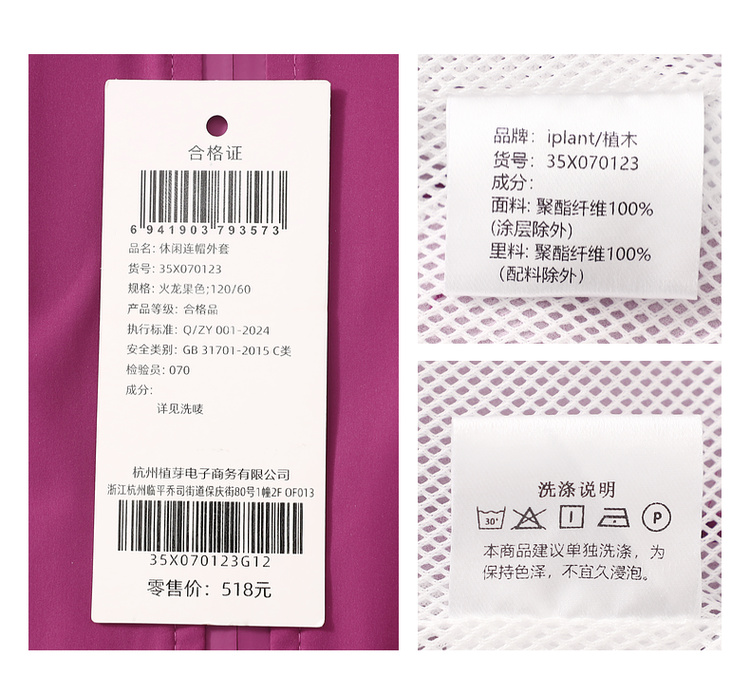 合格证
6 941903 793573
品名: 休闲连帽外套
货号: 35X070123
规格: 火龙果色;120/60
产品等级: 合格品
执行标准: Q/ZY 001-2024
安全类别: GB 31701-2015 C类
检验员: 070
成分:
详见洗唛
杭州植芽电子商务有限公司
浙江杭州临平乔司街道保庆街80号1幢2F OF013
35X070123G12
零售价: 518元
品牌: iplant/植木
货号: 35X070123
成分:
面料: 聚酯纤维100%
(涂层除外)
里料: 聚酯纤维100%
(配料除外)
洗涤说明
30° P
本商品建议单独洗涤，为
保持色泽，不宜久浸泡。